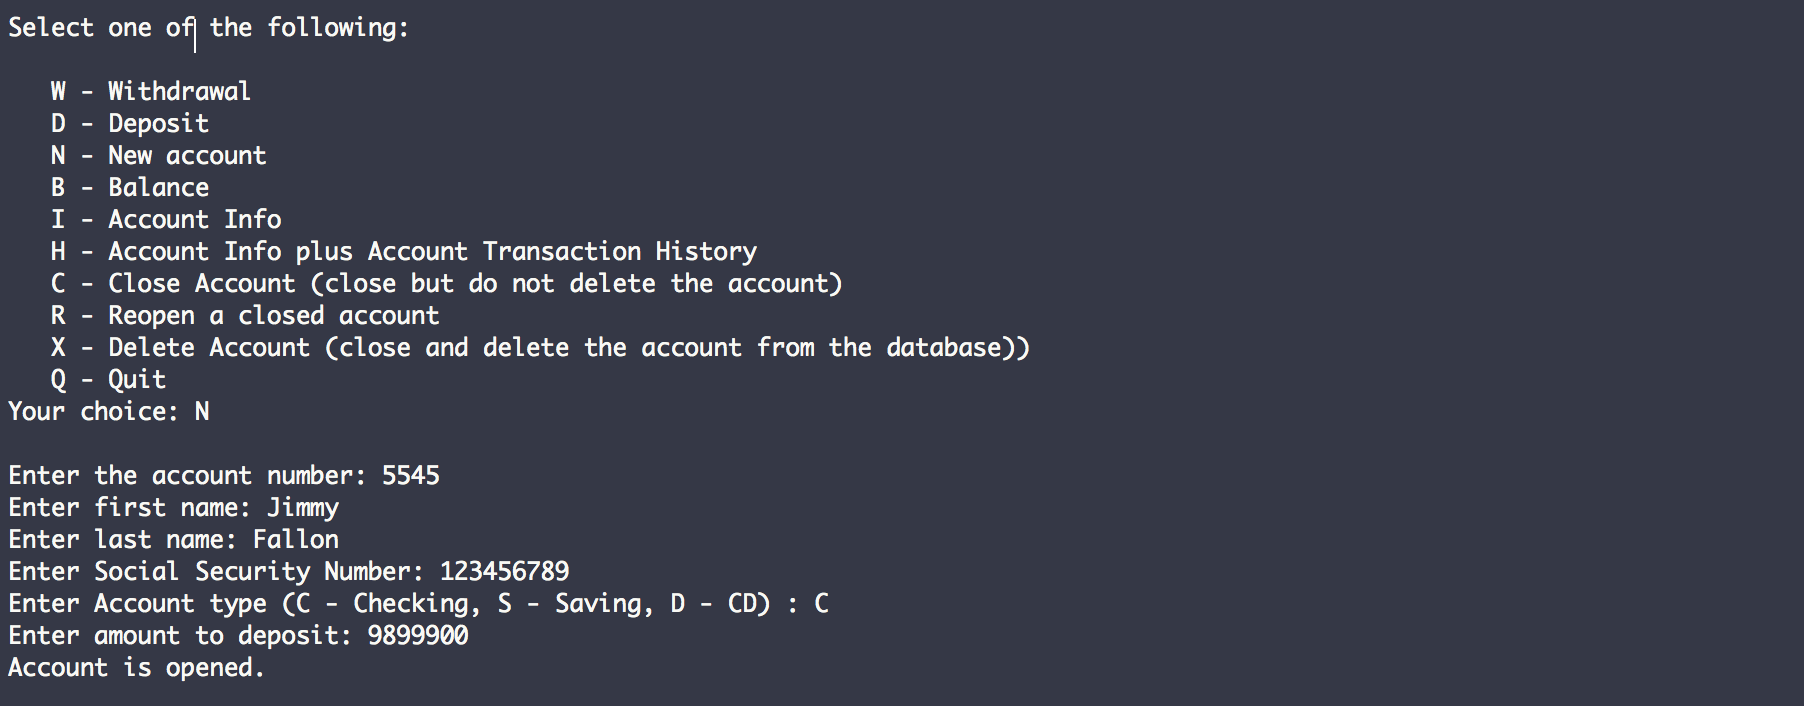 Select one of the following:
W - Withdrawal
D - Deposit
N - New account
B - Balance
I - Account Info
H - Account Info plus Account Transaction History
C - Close Account (close but do not delete the account)
R - Reopen a closed account
X - Delete Account (close and delete the account from the database))
Q - Quit
Your choice: N
Enter the account number: 5545
Enter first name: Jimmy
Enter last name: Fallon
Enter Social Security Number: 123456789
Enter Account type (C - Checking, S - Saving, D - CD) : C
Enter amount to deposit: 9899900
Account is opened.